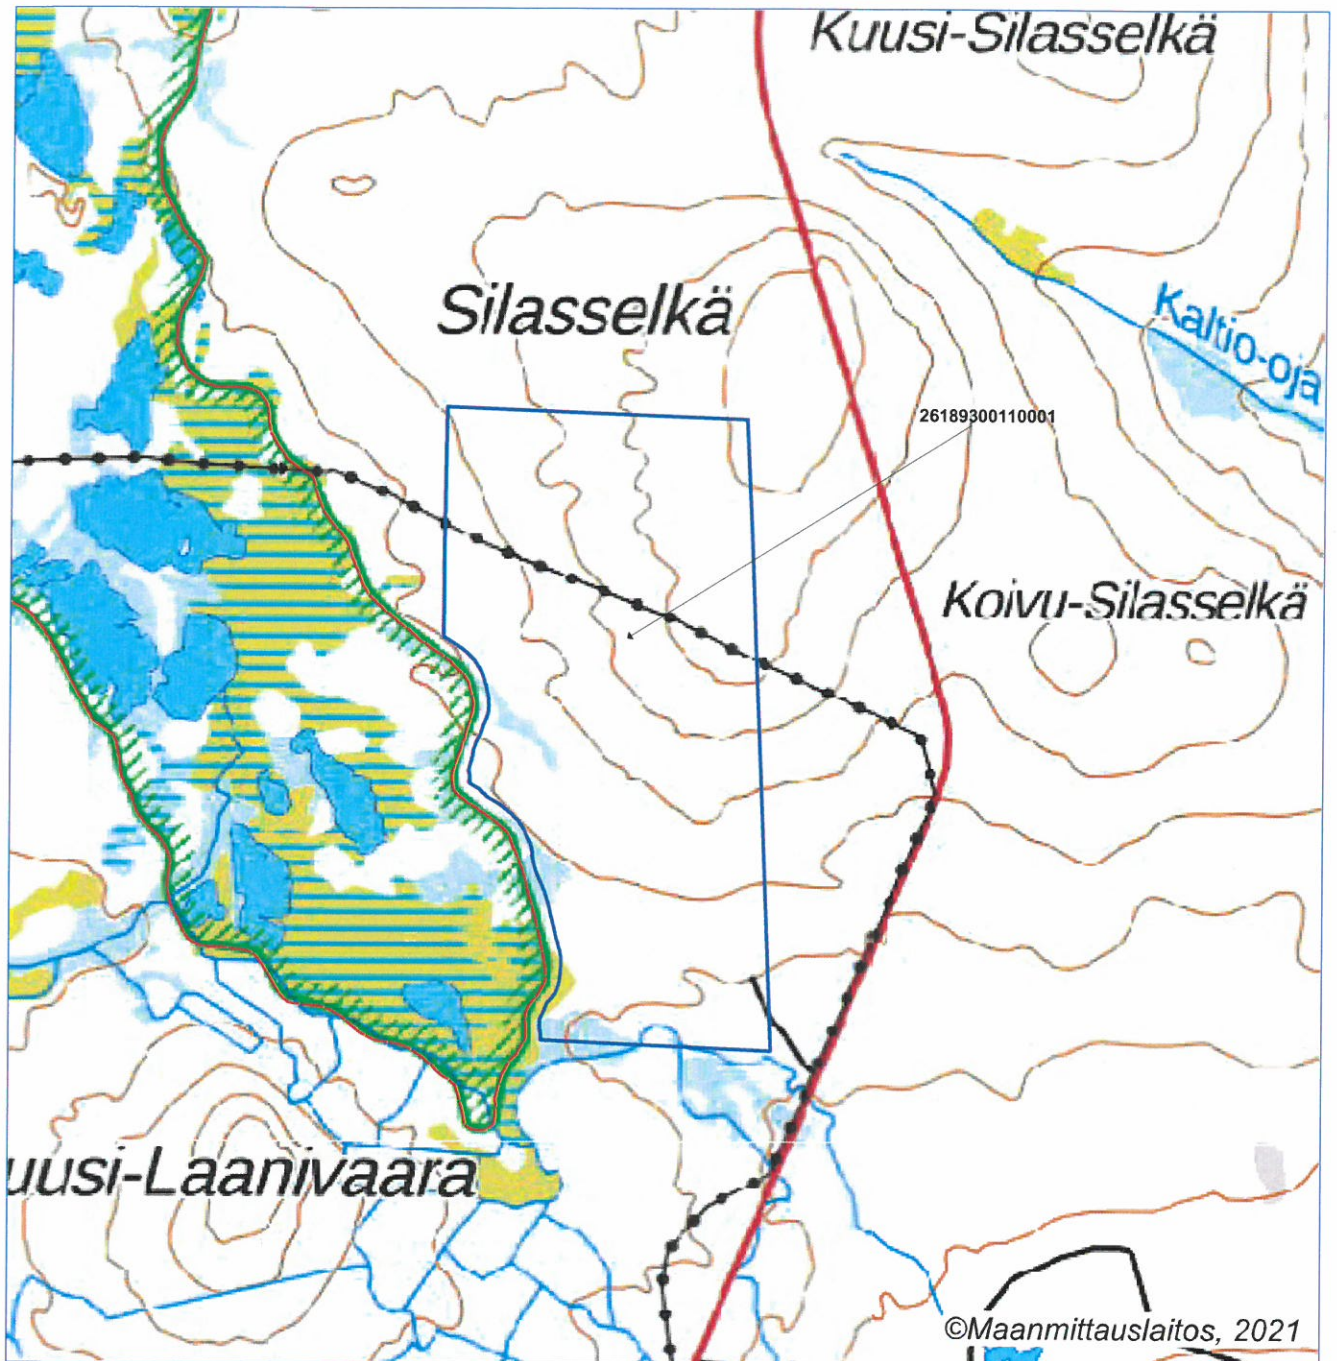 Kuusi-Silasselkä
Silasselkä
Kaltio-oja
26189300110001
Koivu-Silasselkä
uusi-Laanivaara
©Maanmittauslaitos, 2021